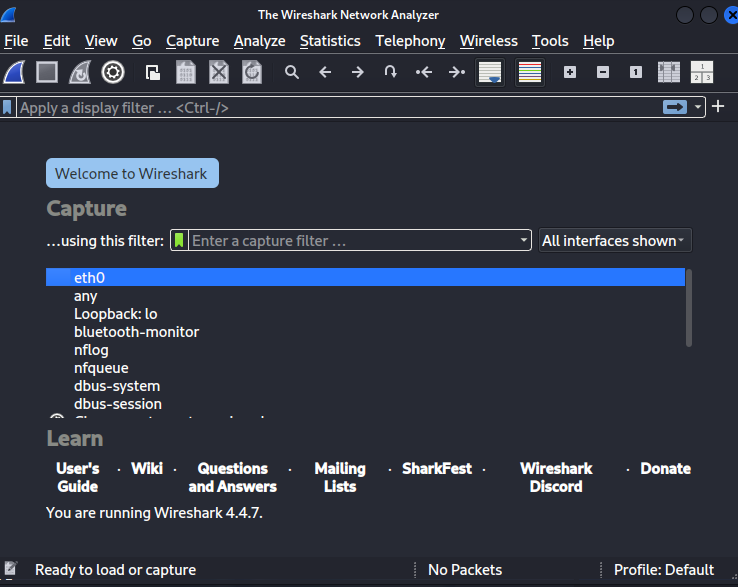 The Wireshark Network Analyzer
File Edit View Go Capture Analyze Statistics Telephony Wireless Tools Help
Apply a display filter … <Ctrl-/>
Welcome to Wireshark
Capture
…using this filter: Enter a capture filter … All interfaces shown
eth0
any
Loopback: lo
bluetooth-monitor
nflog
nfqueue
dbus-system
dbus-session
Learn
User's Guide · Wiki · Questions and Answers · Mailing Lists · SharkFest · Wireshark Discord · Donate
You are running Wireshark 4.4.7.
Ready to load or capture No Packets Profile: Default